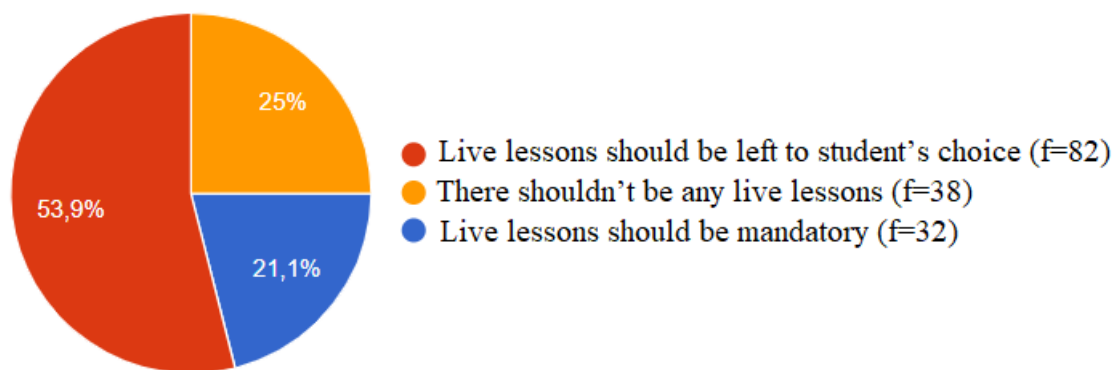 25%
53,9%
21,1%
Live lessons should be left to student’s choice (f=82)
There shouldn’t be any live lessons (f=38)
Live lessons should be mandatory (f=32)